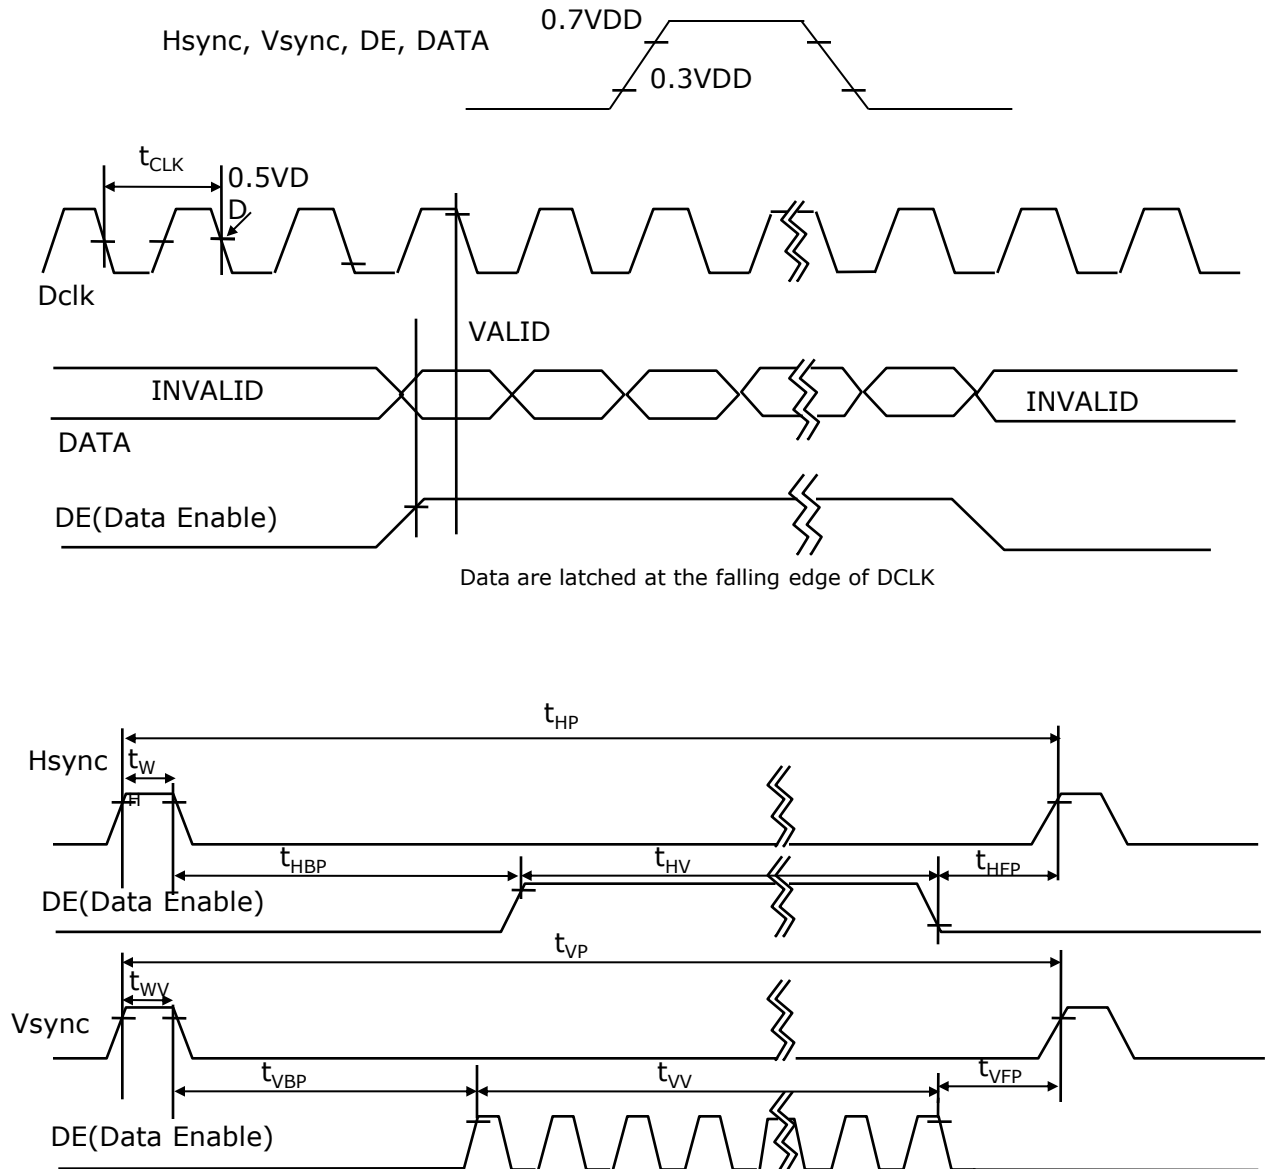 0.7VDD
Hsync, Vsync, DE, DATA
0.3VDD
tCLK
0.5VD
D
Dclk
VALID
INVALID
INVALID
DATA
DE(Data Enable)
Data are latched at the falling edge of DCLK
tHP
Hsync
tW
H
tHBP
tHV
tHFP
DE(Data Enable)
tVP
tWV
Vsync
tVBP
tVV
tVFP
DE(Data Enable)